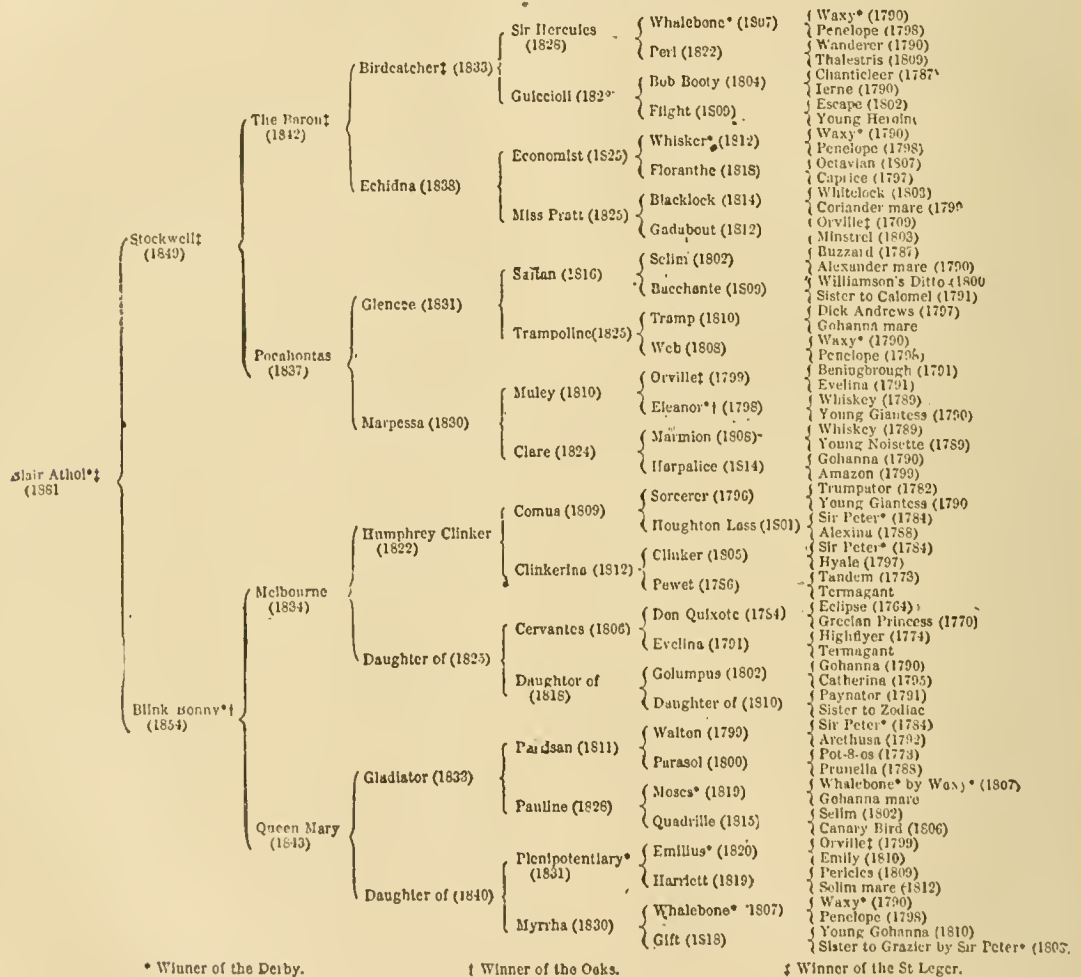 Blair Athol*‡
(1861
Stockwell‡
(1849)
Blink Bonny*†
(1854)
The Baron‡
(1842)
Pocahontas
(1837)
Melbourne
(1834)
Queen Mary
(1843)
Birdcatcher‡ (1833)
Echidna (1838)
Glencoe (1831)
Marpessa (1830)
Humphrey Clinker
(1822)
Daughter of (1825)
Gladiator (1833)
Daughter of (1840)
Sir Hercules
(1826)
Guiccioli (182
Economist (1825)
Miss Pratt (1825)
Sultan (1816)
Trampoline (1825)
Muley (1810)
Clare (1824)
Comus (1809)
Clinkerina (1812)
Cervantes (1806)
Daughter of
(1818)
Partisan (1811)
Pauline (1826)
Plenipotentiary*
(1831)
Myrrha (1830)
Whalebone* (1807)
Peri (1822)
Bob Booty (1804)
Flight (1809)
Whisker* (1812)
Floranthe (1818)
Blacklock (1814)
Gadabout (1812)
Selim (1802)
Bacchante (1809)
Tramp (1810)
Web (1808)
Orville‡ (1799)
Eleanor*† (1798)
Marmion (1806)
Harpalice (1814)
Sorcerer (1796)
Houghton Lass (1801)
Clinker (1805)
Pewet (1786)
Don Quixote (1784)
Evelina (1791)
Golumpus (1802)
Daughter of (1810)
Walton (1799)
Parasol (1800)
Moses* (1819)
Quadrille (1815)
Emilius* (1820)
Harriett (1819)
Whalebone* 1807)
Gift (1818)
Waxy* (1790)
Penelope (1798)
Wanderer (1790)
Thalestris (1809)
Chanticleer (1787
Ierne (1790)
Escape (1802)
Young Heroine
Waxy* (1790)
Penelope (1798)
Octavian (1807)
Caprice (1797)
Whitelock (1803)
Coriander mare (1799
Orville‡ (1709)
Minstrel (1803)
Buzzard (1787)
Alexander mare (1790)
Williamson's Ditto (1800
Sister to Calomel (1791)
Dick Andrews (1797)
Gohanna mare
Waxy* (1790)
Penelope (1798)
Beningbrough (1791)
Evelina (1791)
Whiskey (1789)
Young Giantess (1790)
Whiskey (1789)
Young Noisette (1789)
Gohanna (1790)
Amazon (1799)
Trumpator (1782)
Young Giantess (1790
Sir Peter* (1784)
Alexina (1788)
Sir Peter* (1784)
Hyale (1797)
Tandem (1773)
Termagant
Eclipse (1764)
Grecian Princess (1770)
Highflyer (1774)
Termagant
Gohanna (1790)
Catherina (1795)
Paynator (1791)
Sister to Zodiac
Sir Peter* (1784)
Arethusa (1792)
Pot-8-os (1773)
Prunella (1788)
Whalebone* by Waxy* (1807)
Gohanna mare
Selim (1802)
Canary Bird (1806)
Orville‡ (1799)
Emily (1810)
Pericles (1809)
Selim mare (1812)
Waxy* (1790)
Penelope (1798)
Young Gohanna (1810)
Sister to Grazier by Sir Peter* (1803.
* Winner of the Derby.
† Winner of the Oaks.
‡ Winner of the St Leger.